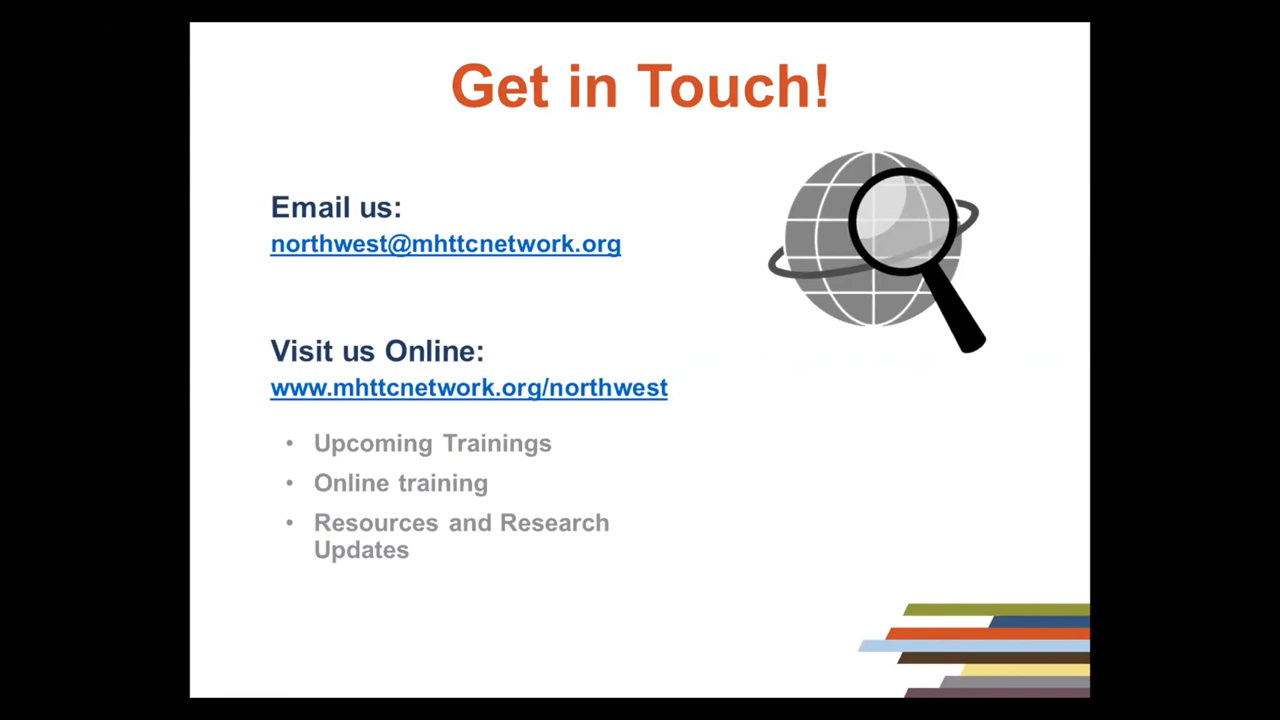 Get in Touch!
Email us:
northwest@mhttcnetwork.org
Visit us Online:
www.mhttcnetwork.org/northwest
• Upcoming Trainings
• Online training
• Resources and Research
Updates